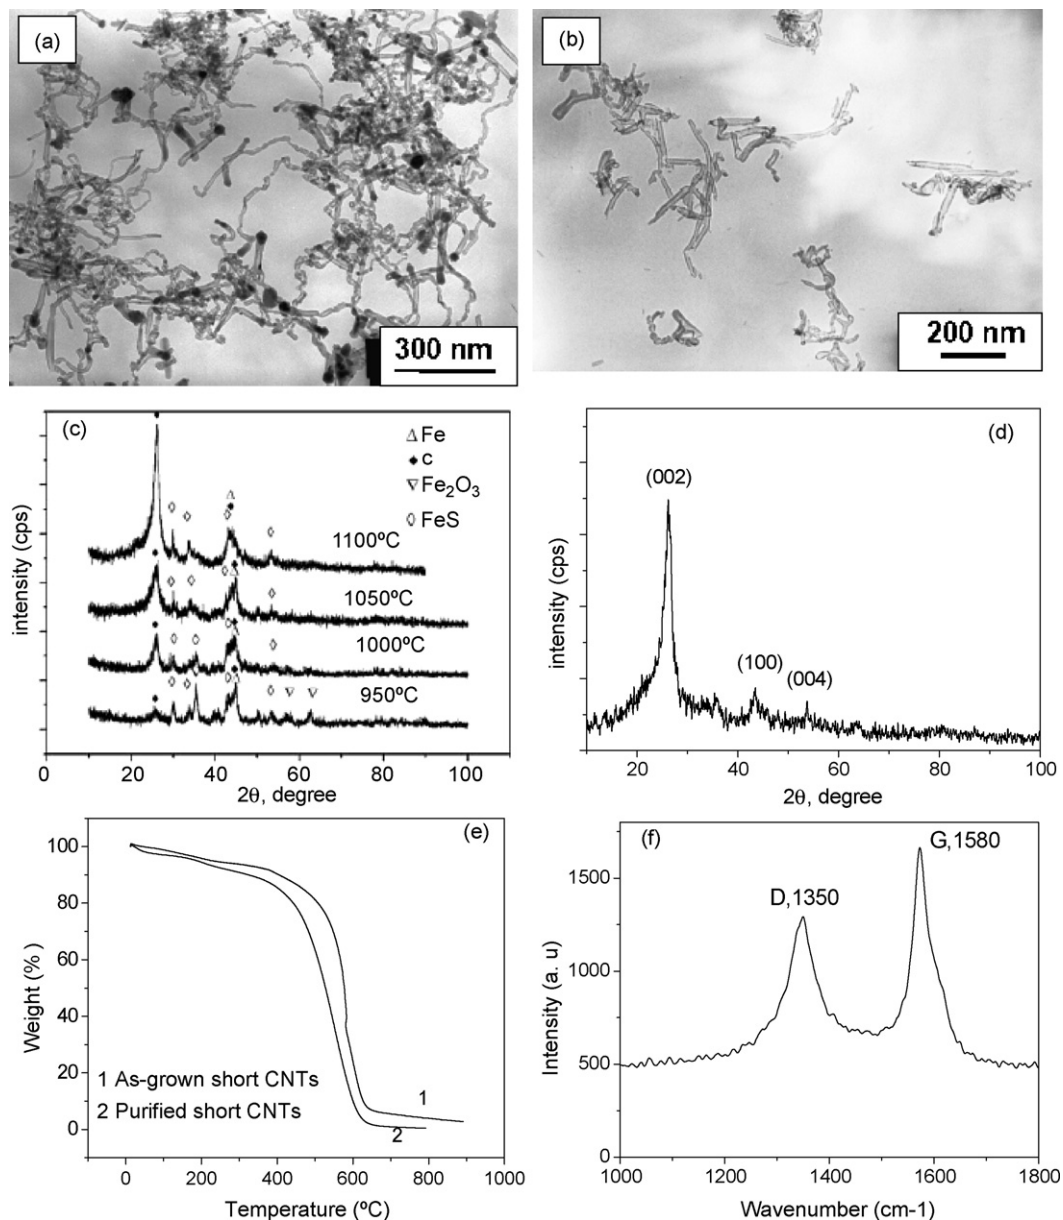 (a)
300 nm
(b)
200 nm
(c)
Fe
c
Fe₂O₃
FeS
1100ºC
1050ºC
1000ºC
950ºC
intensity (cps)
0 20 40 60 80 100
2θ, degree
(d)
(002)
(100)
(004)
intensity (cps)
20 40 60 80 100
2θ, degree
(e)
100
80
60
40
20
0
Weight (%)
1 As-grown short CNTs
2 Purified short CNTs
1
2
0 200 400 600 800 1000
Temperature (ºC)
(f)
G,1580
D,1350
1500
1000
500
0
Intensity (a. u)
1000 1200 1400 1600 1800
Wavenumber (cm-1)